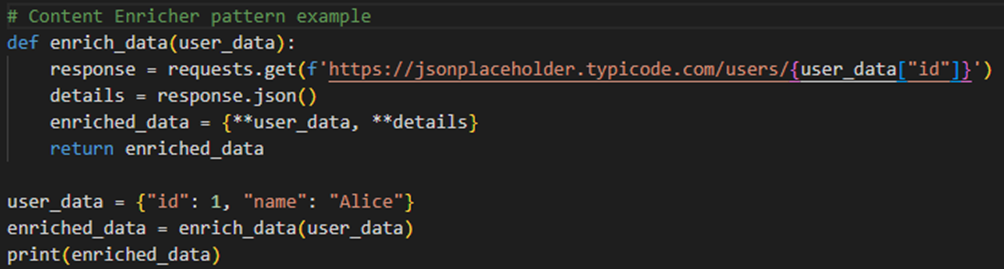 # Content Enricher pattern example
def enrich_data(user_data):
    response = requests.get(f'https://jsonplaceholder.typicode.com/users/{user_data["id"]}')
    details = response.json()
    enriched_data = {**user_data, **details}
    return enriched_data

user_data = {"id": 1, "name": "Alice"}
enriched_data = enrich_data(user_data)
print(enriched_data)